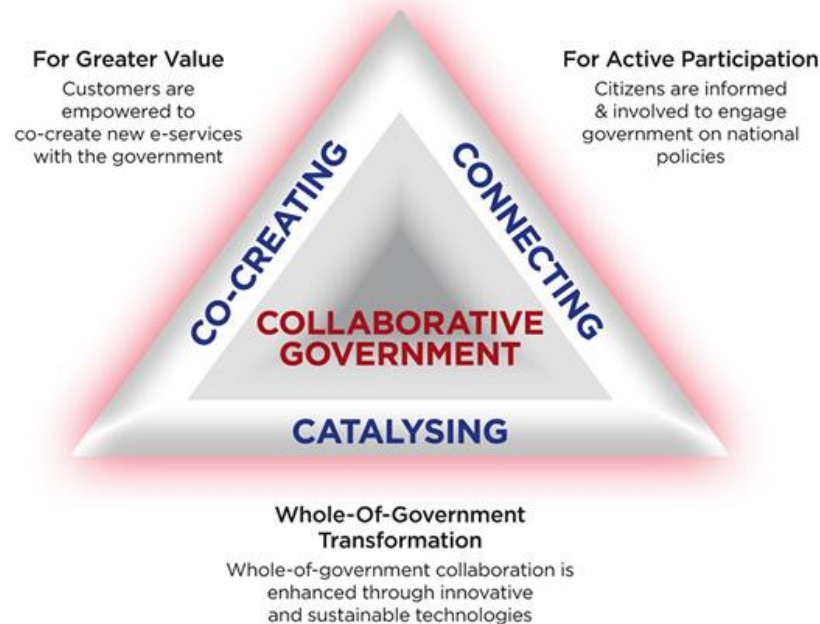 For Greater Value
Customers are
empowered to
co-create new e-services
with the government
For Active Participation
Citizens are informed
& involved to engage
government on national
policies
CO-CREATING
CONNECTING
COLLABORATIVE
GOVERNMENT
CATALYSING
Whole-Of-Government
Transformation
Whole-of-government collaboration is
enhanced through innovative
and sustainable technologies